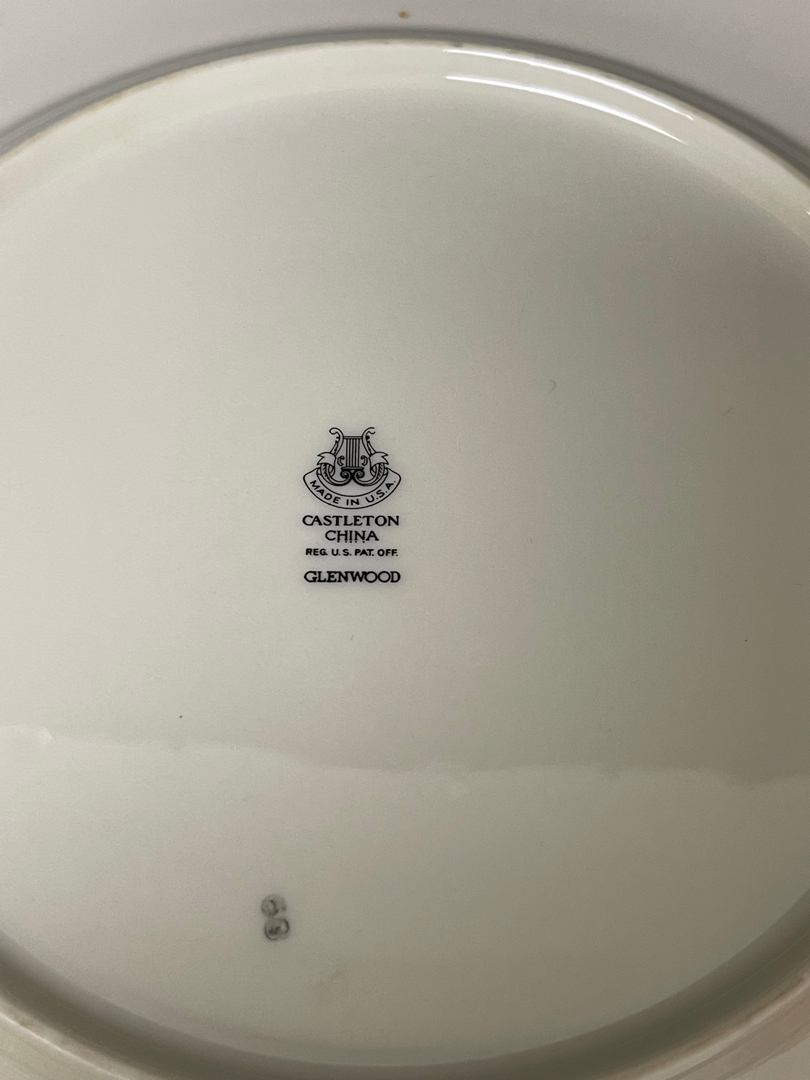 MADE IN U.S.A.
CASTLETON
CHINA
REG. U.S. PAT. OFF.
GLENWOOD